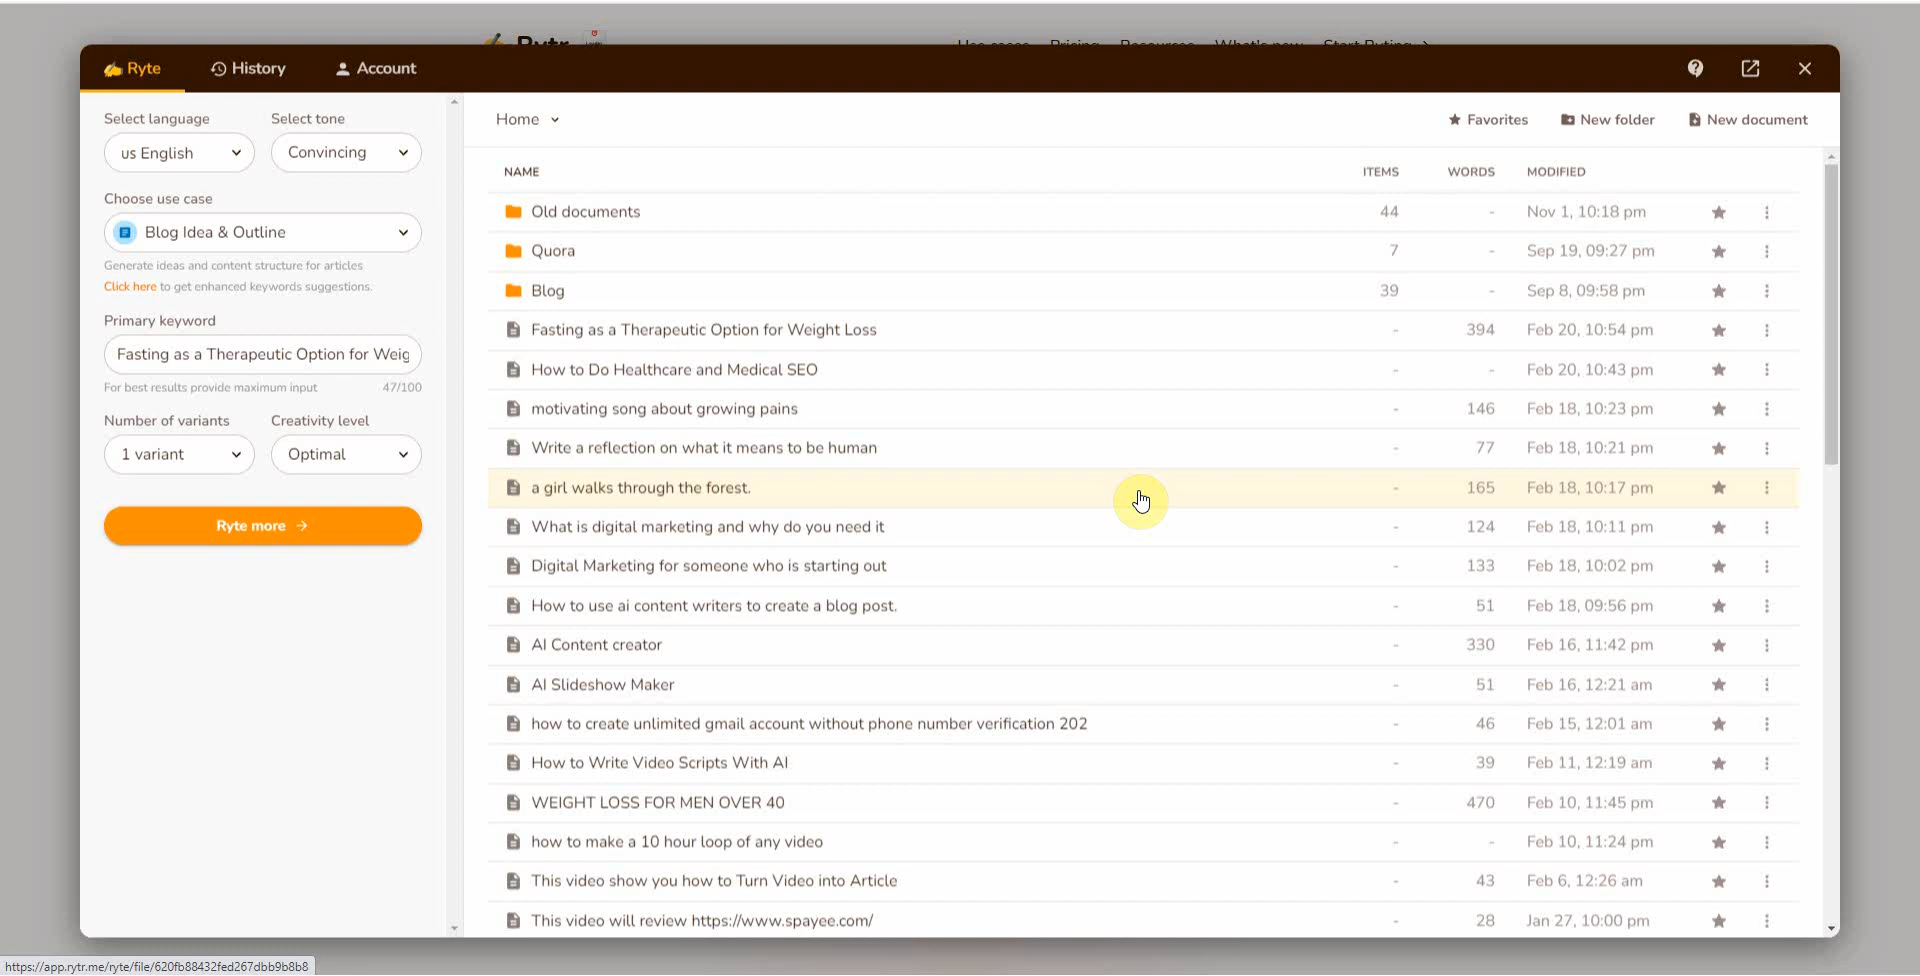 Rytr
Use cases Pricing Resources What's new Start Ryting
Ryte History Account
Select language Select tone
us English Convincing
Choose use case
Blog Idea & Outline
Generate ideas and content structure for articles
Click here to get enhanced keywords suggestions.
Primary keyword
Fasting as a Therapeutic Option for Weig
For best results provide maximum input 47/100
Number of variants Creativity level
1 variant Optimal
Ryte more →
Home Favorites New folder New document
NAME ITEMS WORDS MODIFIED
Old documents 44 - Nov 1, 10:18 pm
Quora 7 - Sep 19, 09:27 pm
Blog 39 - Sep 8, 09:58 pm
Fasting as a Therapeutic Option for Weight Loss - 394 Feb 20, 10:54 pm
How to Do Healthcare and Medical SEO - - Feb 20, 10:43 pm
motivating song about growing pains - 146 Feb 18, 10:23 pm
Write a reflection on what it means to be human - 77 Feb 18, 10:21 pm
a girl walks through the forest. - 165 Feb 18, 10:17 pm
What is digital marketing and why do you need it - 124 Feb 18, 10:11 pm
Digital Marketing for someone who is starting out - 133 Feb 18, 10:02 pm
How to use ai content writers to create a blog post. - 51 Feb 18, 09:56 pm
AI Content creator - 330 Feb 16, 11:42 pm
AI Slideshow Maker - 51 Feb 16, 12:21 am
how to create unlimited gmail account without phone number verification 202 - 46 Feb 15, 12:01 am
How to Write Video Scripts With AI - 39 Feb 11, 12:19 am
WEIGHT LOSS FOR MEN OVER 40 - 470 Feb 10, 11:45 pm
how to make a 10 hour loop of any video - - Feb 10, 11:24 pm
This video show you how to Turn Video into Article - 43 Feb 6, 12:26 am
This video will review https://www.spayee.com/ - 28 Jan 27, 10:00 pm
https://app.rytr.me/ryte/file/620fb88432fed267dbb9b8b8